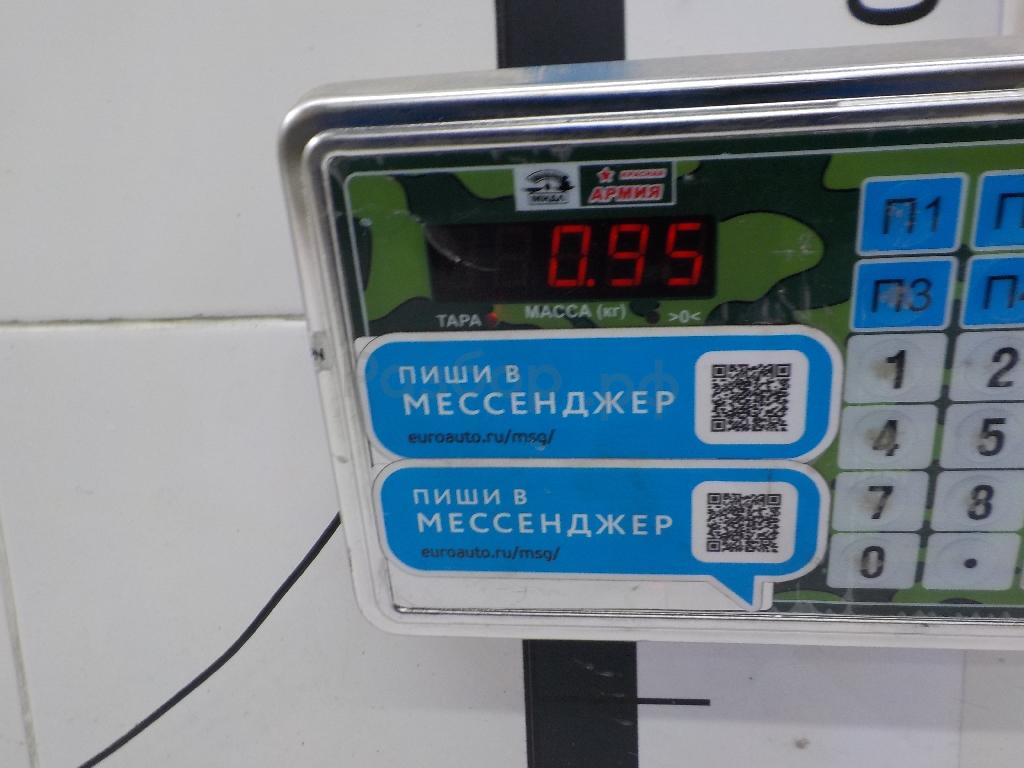 МИДЛ
КРАСНАЯ
АРМИЯ
0.95
ТАРА
МАССА (кг)
>0<
П1
П3
1
2
4
5
7
8
0
.
ПИШИ В
МЕССЕНДЖЕР
euroauto.ru/msg/
ПИШИ В
МЕССЕНДЖЕР
euroauto.ru/msg/